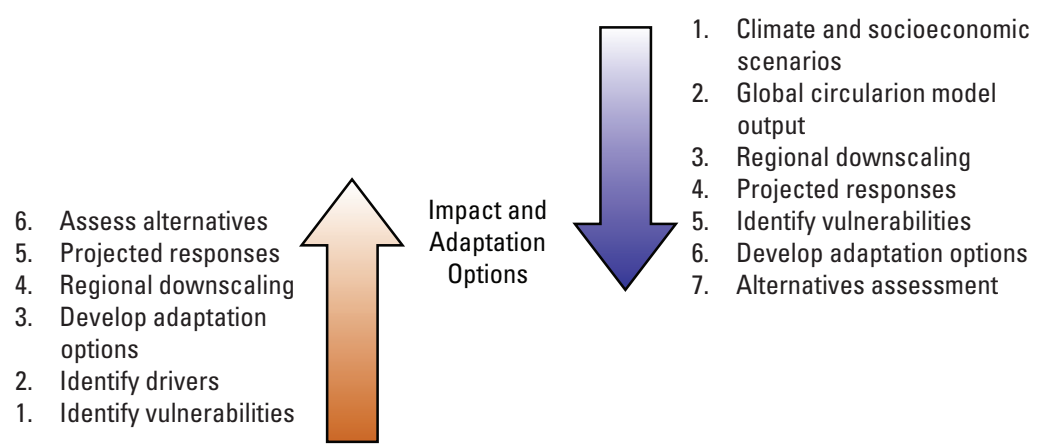 1. Climate and socioeconomic
scenarios
2. Global circularion model
output
3. Regional downscaling
4. Projected responses
5. Identify vulnerabilities
6. Develop adaptation options
7. Alternatives assessment
Impact and
Adaptation
Options
6. Assess alternatives
5. Projected responses
4. Regional downscaling
3. Develop adaptation
options
2. Identify drivers
1. Identify vulnerabilities